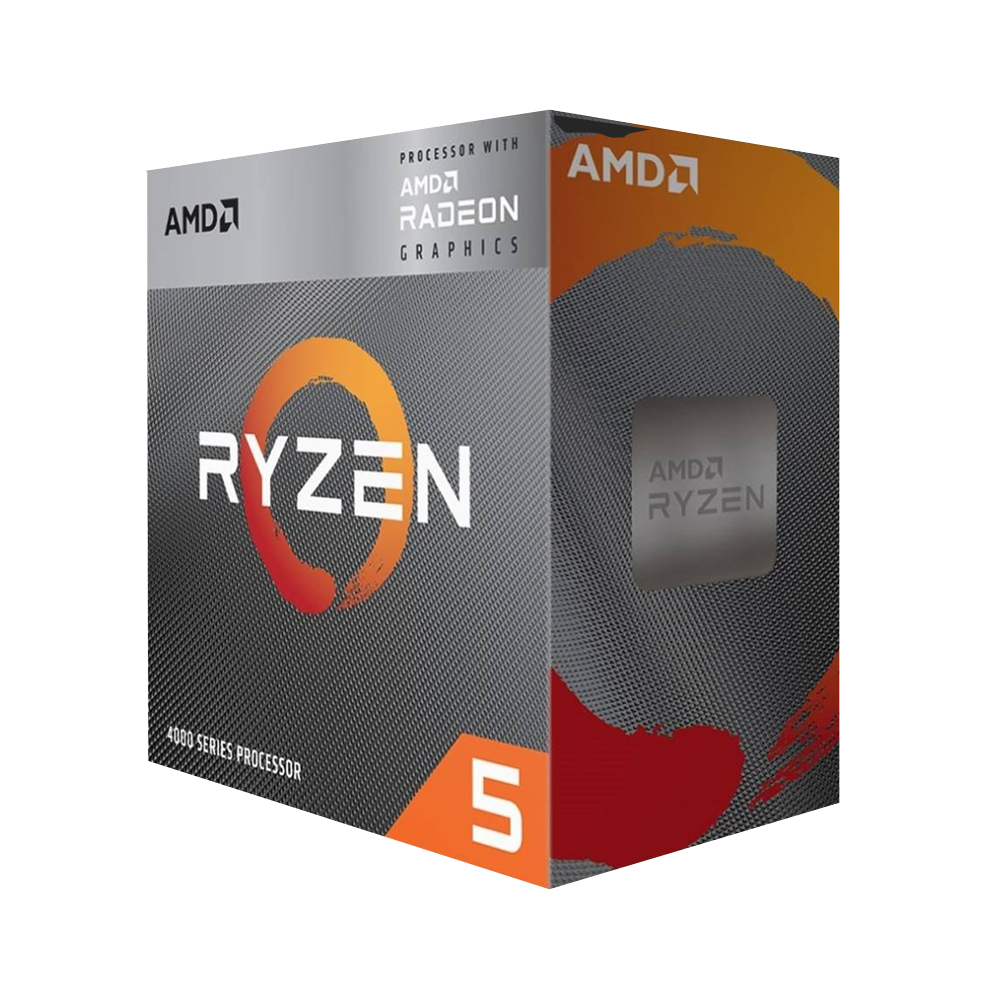 AMD
PROCESSOR WITH
AMD
RADEON
GRAPHICS
RYZEN
4000 SERIES PROCESSOR
5
AMD
AMD
RYZEN